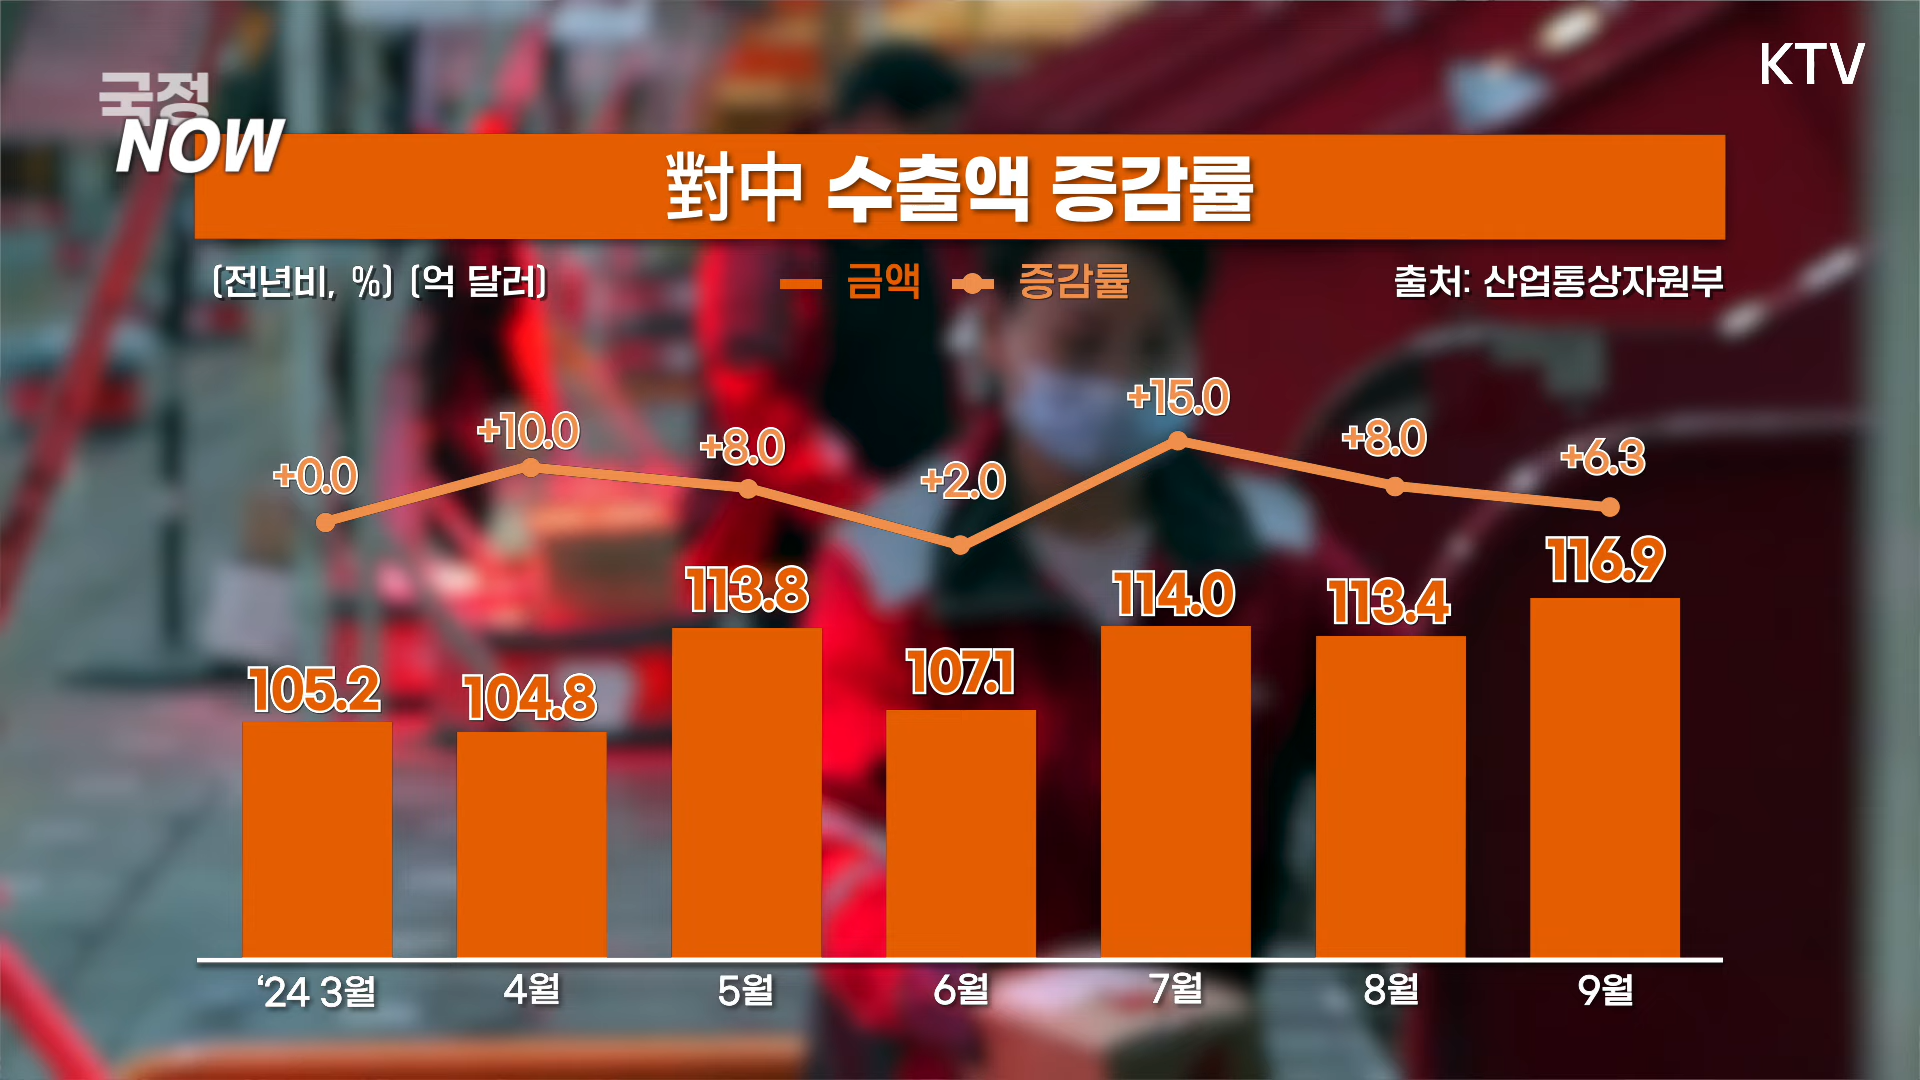 국정
NOW
KTV
對中 수출액 증감률
(전년비, %) (억 달러)
금액 증감률
출처: 산업통상자원부
+0.0 +10.0 +8.0 +2.0 +15.0 +8.0 +6.3
105.2 104.8 113.8 107.1 114.0 113.4 116.9
‘24 3월 4월 5월 6월 7월 8월 9월